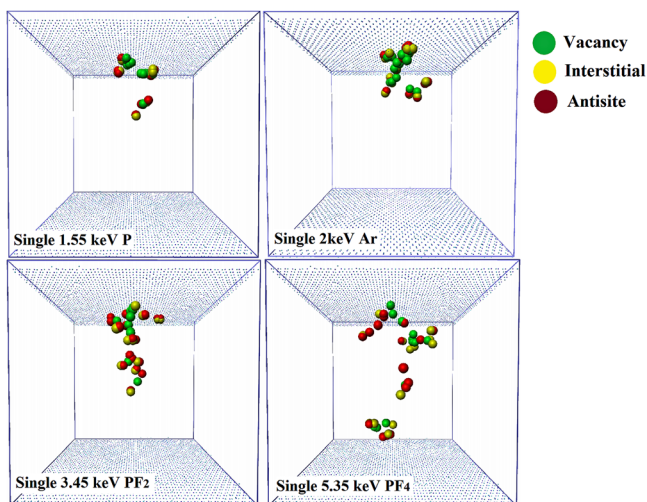 Vacancy
Interstitial
Antisite
Single 1.55 keV P
Single 2keV Ar
Single 3.45 keV PF₂
Single 5.35 keV PF₄